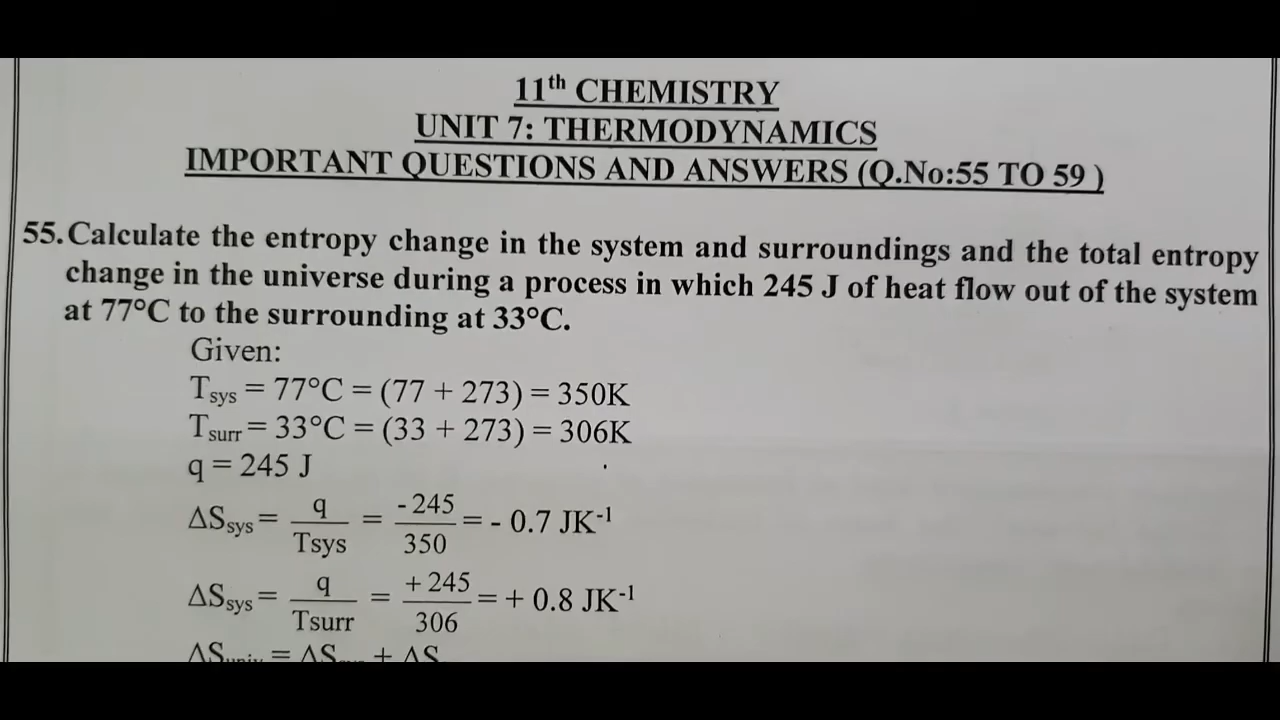 11th CHEMISTRY
UNIT 7: THERMODYNAMICS
IMPORTANT QUESTIONS AND ANSWERS (Q.No:55 TO 59 )
55. Calculate the entropy change in the system and surroundings and the total entropy
change in the universe during a process in which 245 J of heat flow out of the system
at 77°C to the surrounding at 33°C.
Given:
Tsys = 77°C = (77 + 273) = 350K
Tsurr = 33°C = (33 + 273) = 306K
q = 245 J
ΔSsys = q / Tsys = - 245 / 350 = - 0.7 JK-1
ΔSsys = q / Tsurr = + 245 / 306 = + 0.8 JK-1
ΔSuniv = ΔSsys + ΔS